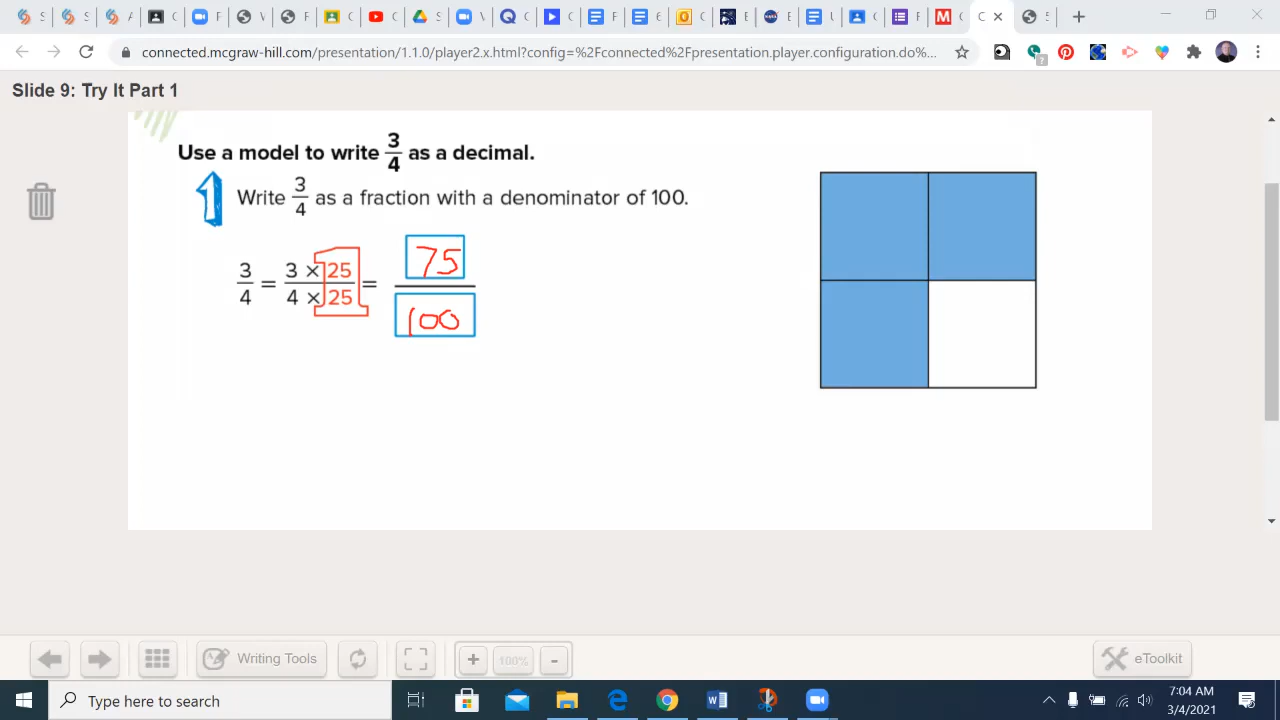 S
S
A
C
F
V
F
C
C
S
V
C
C
F
6
C
E
E
U
C
F
M
C
S
connected.mcgraw-hill.com/presentation/1.1.0/player2.x.html?config=%2Fconnected%2Fpresentation.player.configuration.do%...
Slide 9: Try It Part 1
Use a model to write 3/4 as a decimal.
1 Write 3/4 as a fraction with a denominator of 100.
3/4 = 3 × 25 / 4 × 25 = 75/100
Writing Tools
100%
eToolkit
Type here to search
7:04 AM
3/4/2021